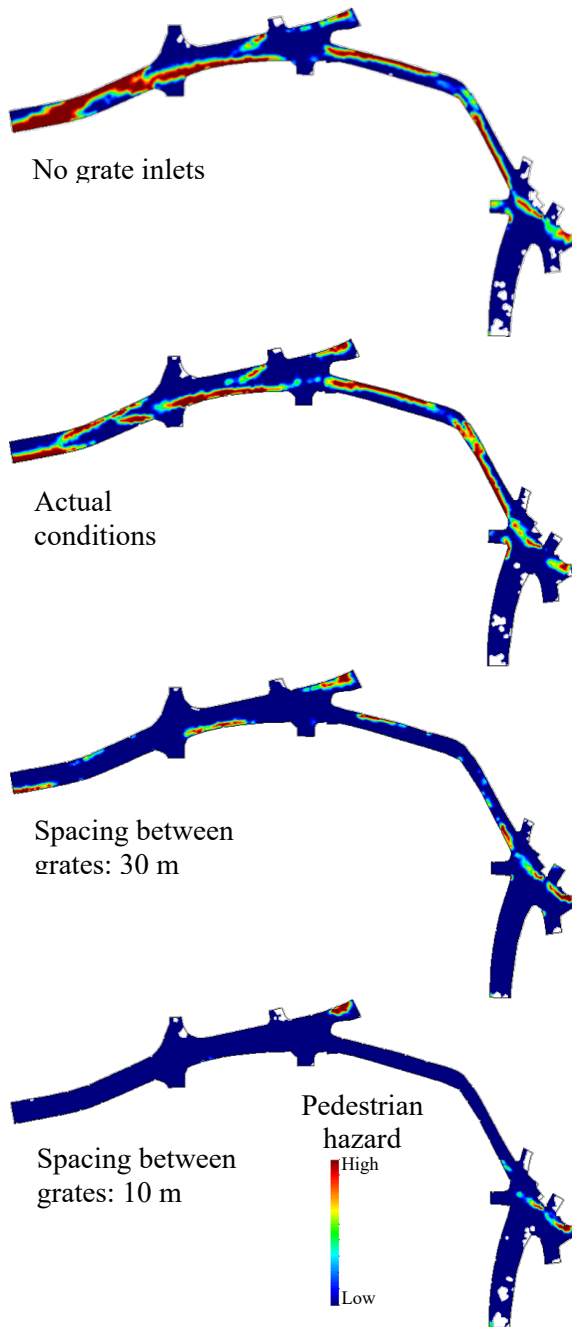 No grate inlets
Actual
conditions
Spacing between
grates: 30 m
Spacing between
grates: 10 m
Pedestrian
hazard
High
Low